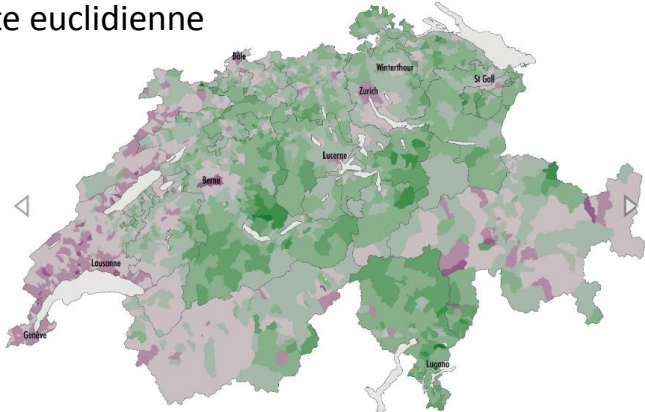 te euclidienne
Bâle
Winterthour
St Gall
Zurich
Lucerne
Berne
Lausanne
Genève
Lugano